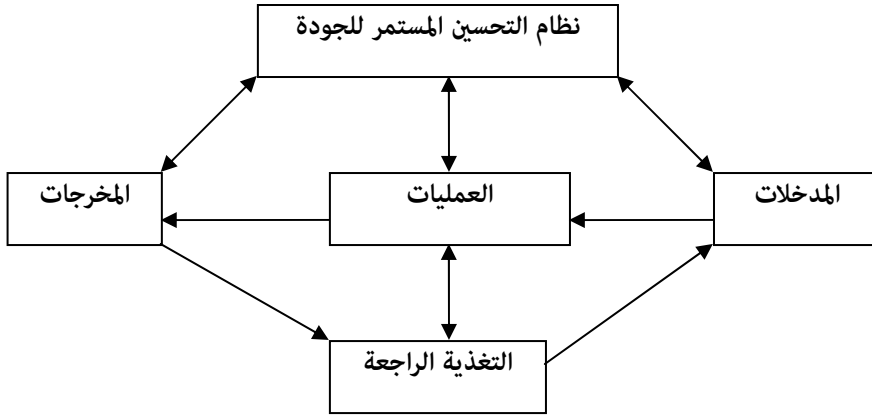 نظام التحسين المستمر للجودة
المدخلات
العمليات
المخرجات
التغذية الراجعة